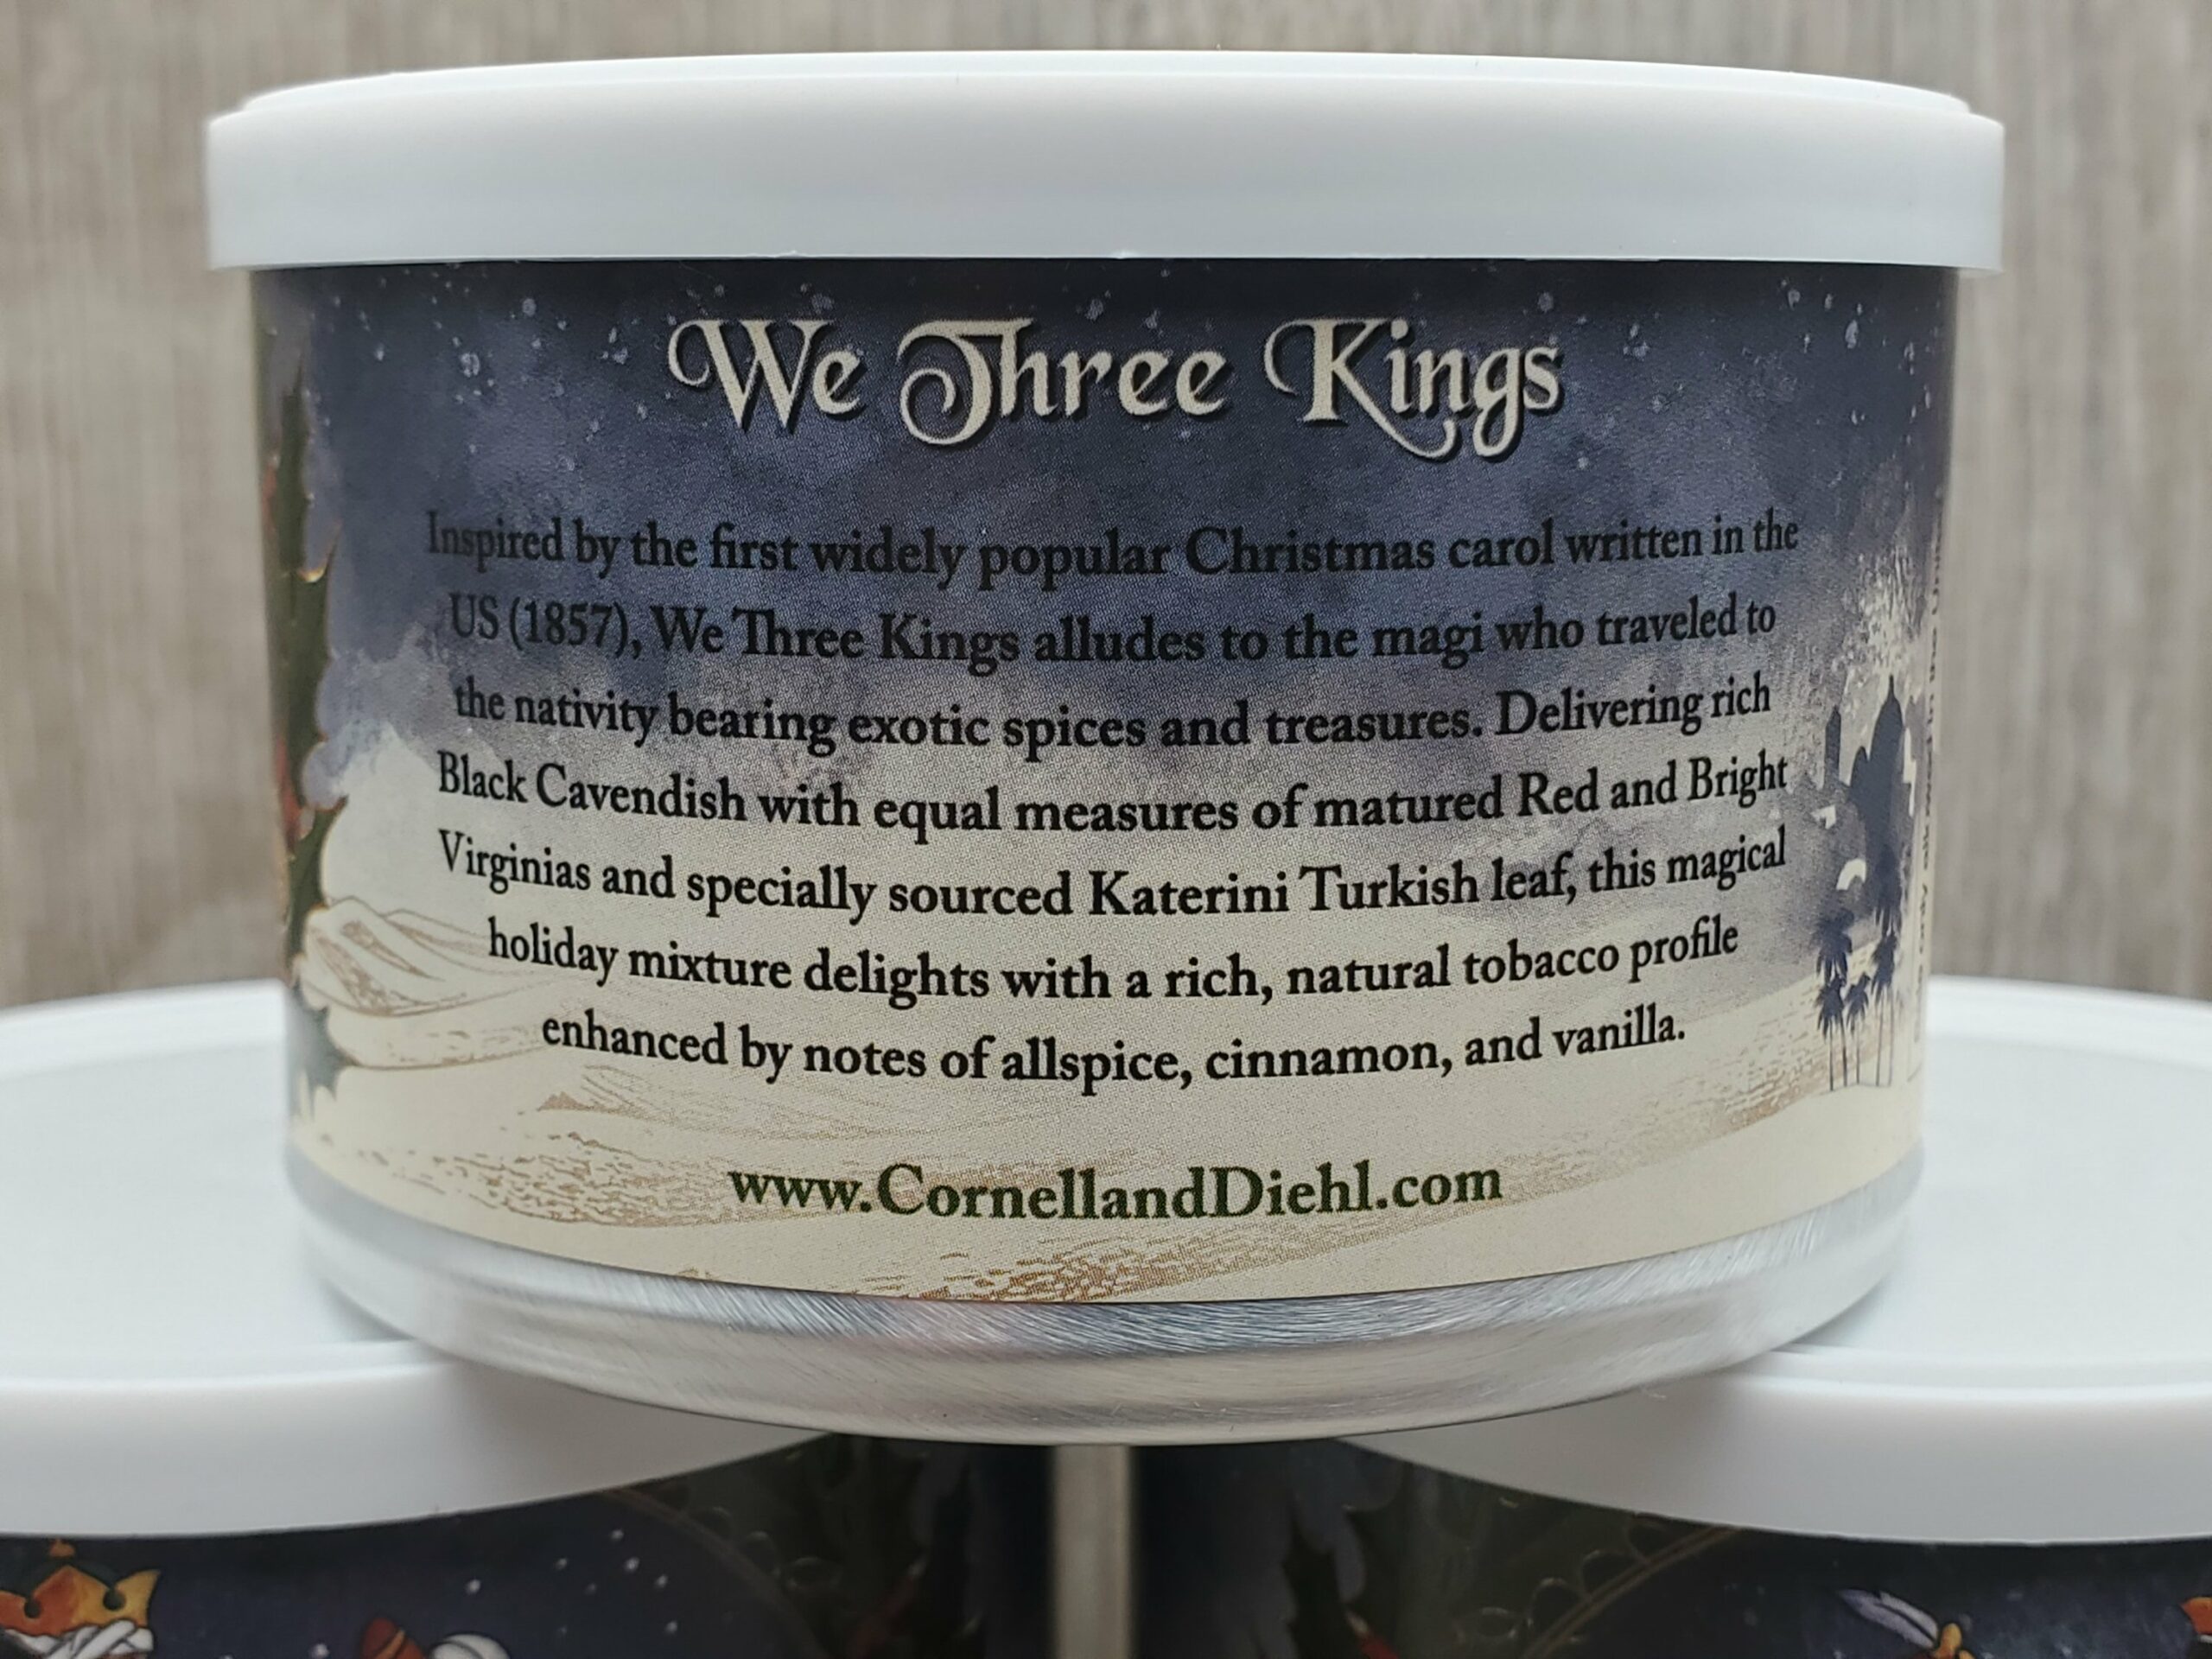 We Three Kings
Inspired by the first widely popular Christmas carol written in the
US (1857), We Three Kings alludes to the magi who traveled to
the nativity bearing exotic spices and treasures. Delivering rich
Black Cavendish with equal measures of matured Red and Bright
Virginias and specially sourced Katerini Turkish leaf, this magical
holiday mixture delights with a rich, natural tobacco profile
enhanced by notes of allspice, cinnamon, and vanilla.
www.CornellandDiehl.com